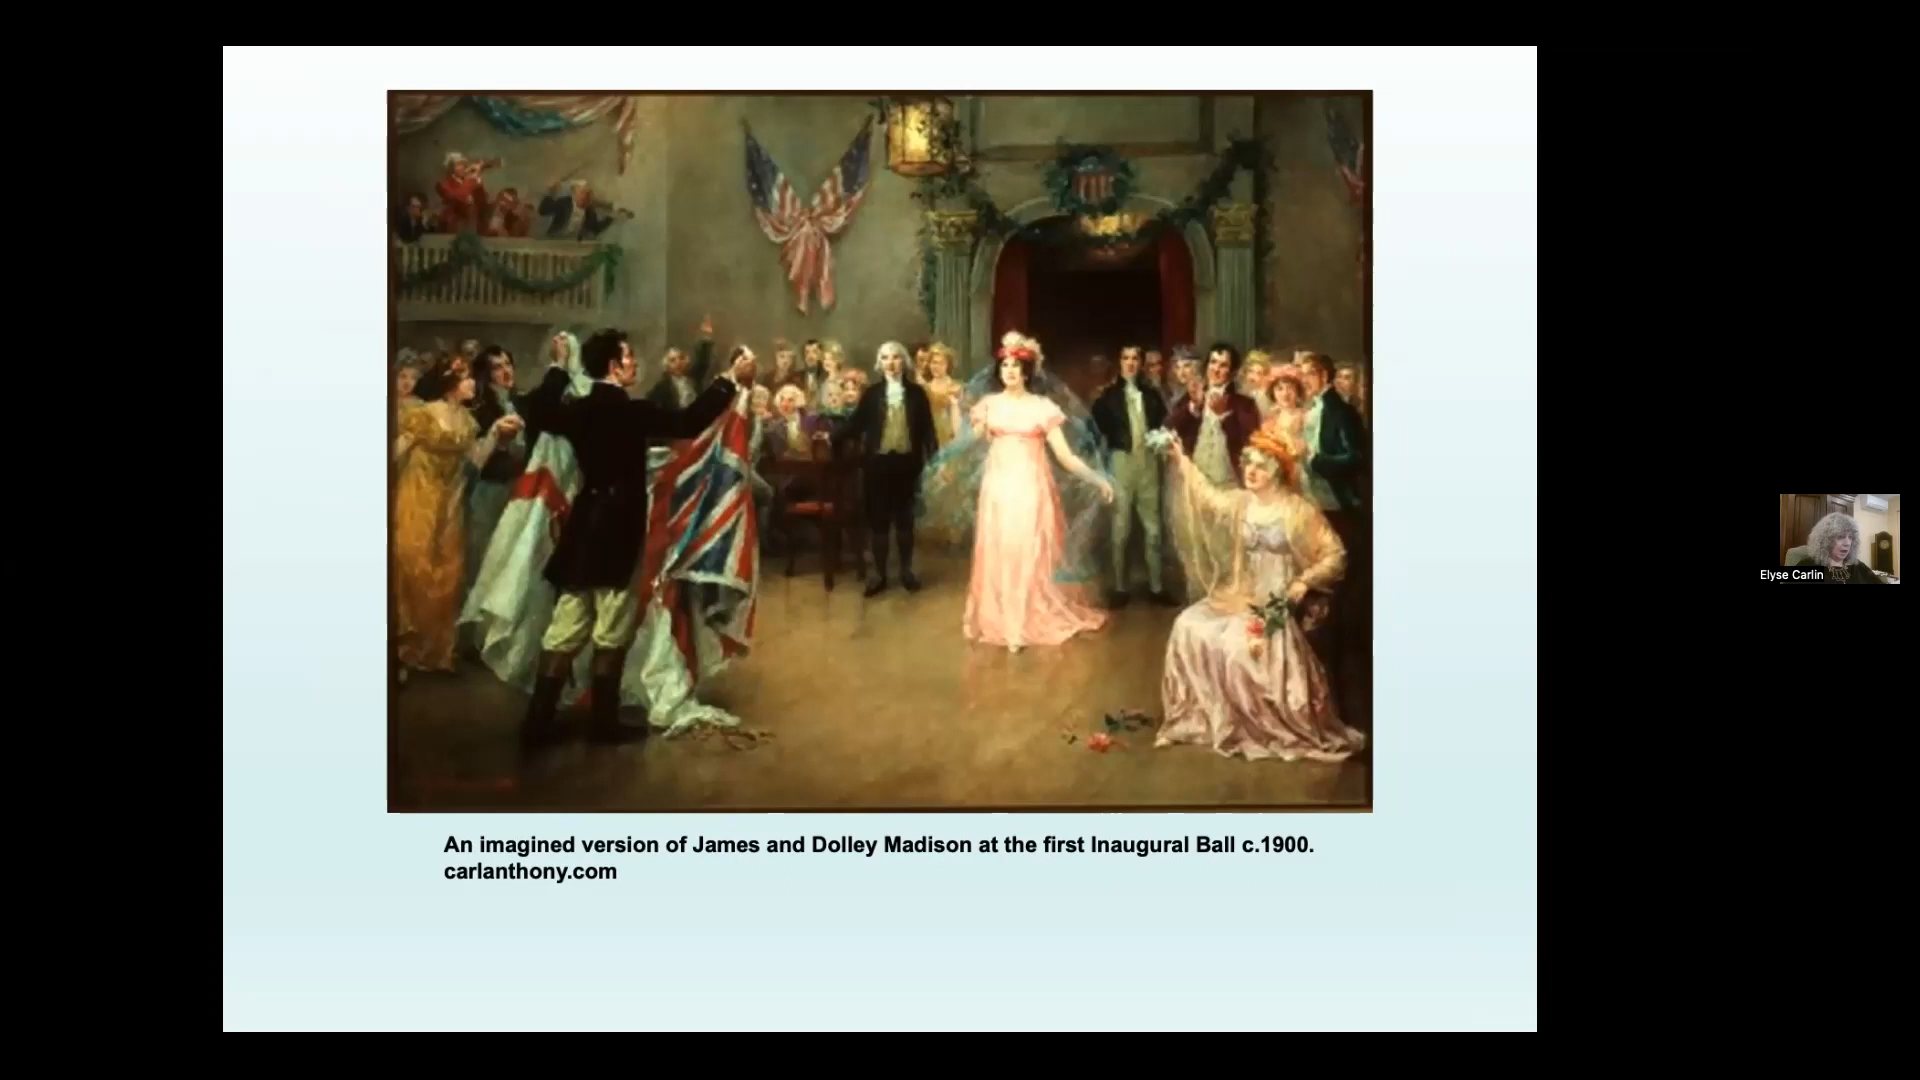 An imagined version of James and Dolley Madison at the first Inaugural Ball c.1900.
carlanthony.com
Elyse Carlin